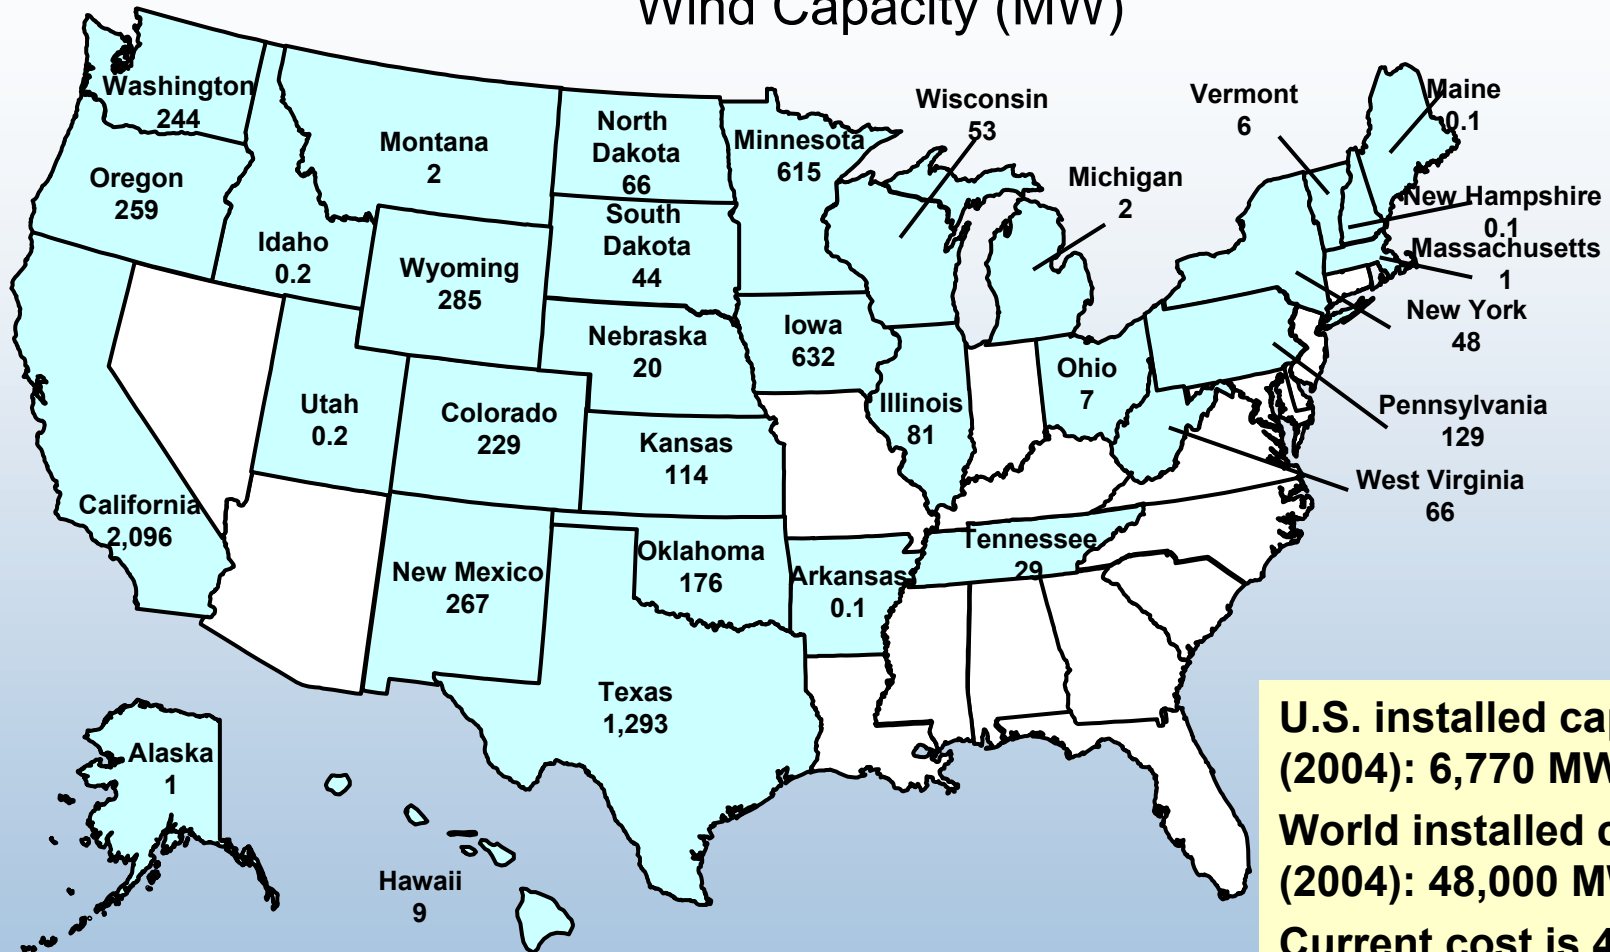 Wind Capacity (MW)
Washington
244
Oregon
259
California
2,096
Idaho
0.2
Montana
2
Wyoming
285
Utah
0.2
Colorado
229
New Mexico
267
North
Dakota
66
South
Dakota
44
Nebraska
20
Kansas
114
Oklahoma
176
Texas
1,293
Minnesota
615
Iowa
632
Arkansas
0.1
Wisconsin
53
Illinois
81
Michigan
2
Ohio
7
Tennessee
29
Vermont
6
Maine
0.1
New Hampshire
0.1
Massachusetts
1
New York
48
Pennsylvania
129
West Virginia
66
Alaska
1
Hawaii
9
U.S. installed
(2004): 6,770 MW
World installed
(2004): 48,000
Current cost is 4